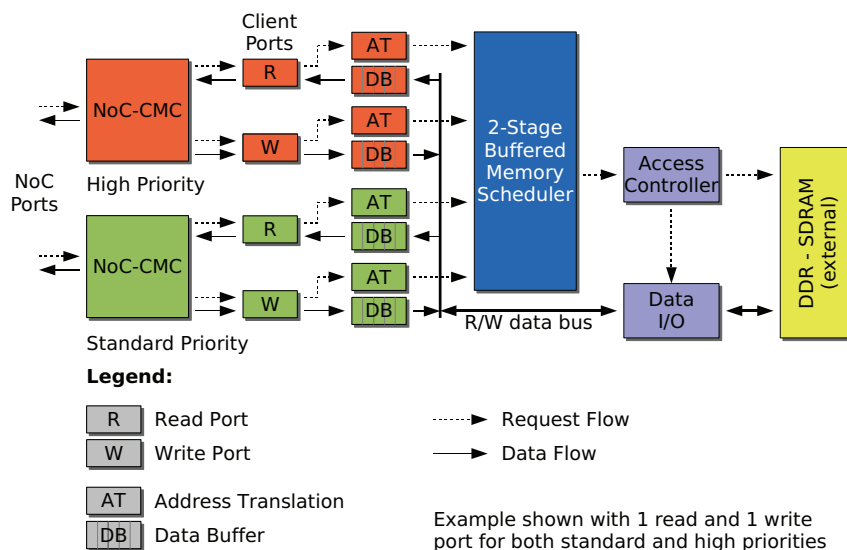 Client
Ports
NoC-CMC
R
AT
DB
W
AT
DB
High Priority
NoC
Ports
NoC-CMC
R
AT
DB
W
AT
DB
Standard Priority
2-Stage
Buffered
Memory
Scheduler
Access
Controller
Data
I/O
R/W data bus
DDR - SDRAM
(external)
Legend:
R Read Port
W Write Port
AT Address Translation
DB Data Buffer
Request Flow
Data Flow
Example shown with 1 read and 1 write
port for both standard and high priorities